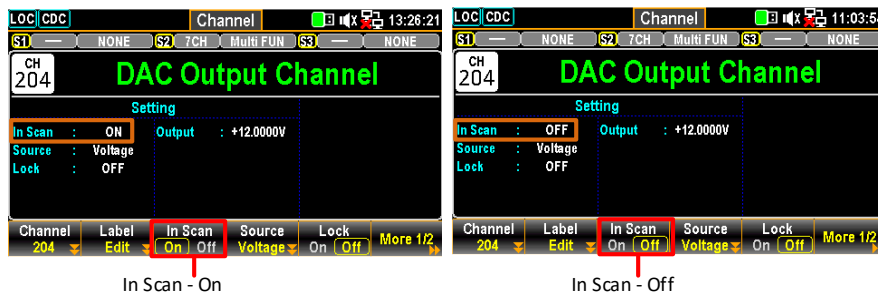 LOC CDC Channel 13:26:21
S1 — NONE S2 7CH Multi FUN S3 — NONE
CH
204
DAC Output Channel
Setting
In Scan : ON Output : +12.0000V
Source : Voltage
Lock : OFF
Channel Label In Scan Source Lock More 1/2
204 Edit On Off Voltage On Off
In Scan - On
LOC CDC Channel 11:03:54
S1 — NONE S2 7CH Multi FUN S3 — NONE
CH
204
DAC Output Channel
Setting
In Scan : OFF Output : +12.0000V
Source : Voltage
Lock : OFF
Channel Label In Scan Source Lock More 1/2
204 Edit On Off Voltage On Off
In Scan - Off